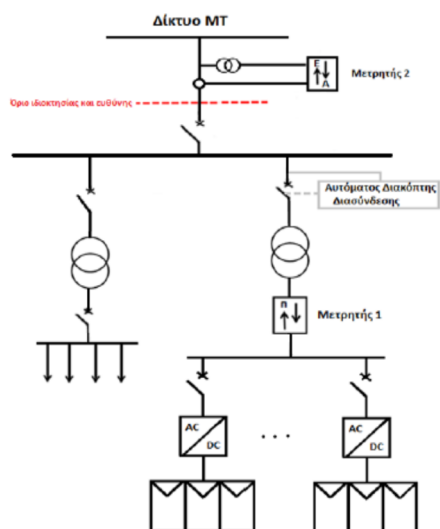 Δίκτυο ΜΤ
Ε
Α
Μετρητής 2
Όριο ιδιοκτησίας και ευθύνης
Αυτόματος Διακόπτης
Διασύνδεσης
Π
Μετρητής 1
AC
DC
...
AC
DC